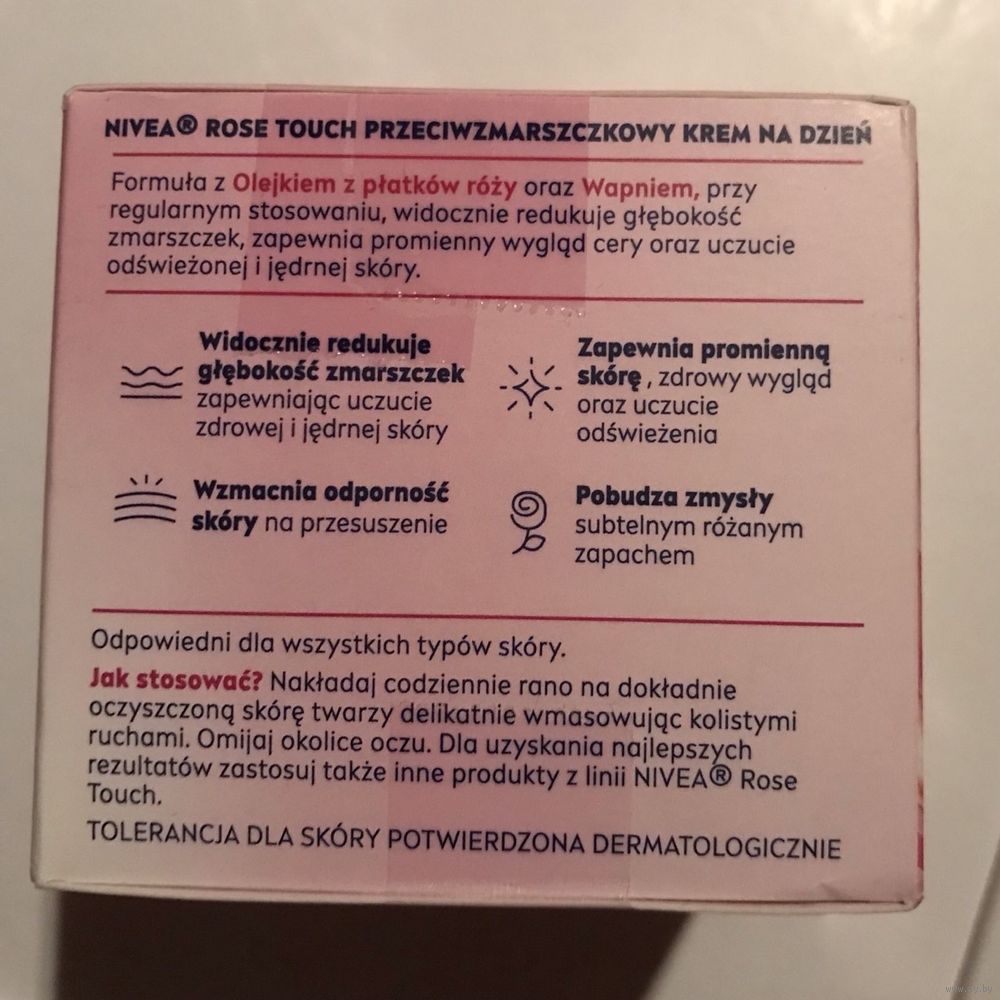 NIVEA® ROSE TOUCH PRZECIWZMARSZCZKOWY KREM NA DZIEŃ
Formuła z Olejkiem z płatków róży oraz Wapniem, przy
regularnym stosowaniu, widocznie redukuje głębokość
zmarszczek, zapewnia promienny wygląd cery oraz uczucie
odświeżonej i jędrnej skóry.
Widocznie redukuje
głębokość zmarszczek
zapewniając uczucie
zdrowej i jędrnej skóry
Zapewnia promienną
skórę , zdrowy wygląd
oraz uczucie
odświeżenia
Wzmacnia odporność
skóry na przesuszenie
Pobudza zmysły
subtelnym różanym
zapachem
Odpowiedni dla wszystkich typów skóry.
Jak stosować? Nakładaj codziennie rano na dokładnie
oczyszczoną skórę twarzy delikatnie wmasowując kolistymi
ruchami. Omijaj okolice oczu. Dla uzyskania najlepszych
rezultatów zastosuj także inne produkty z linii NIVEA® Rose
Touch.
TOLERANCJA DLA SKÓRY POTWIERDZONA DERMATOLOGICZNIE